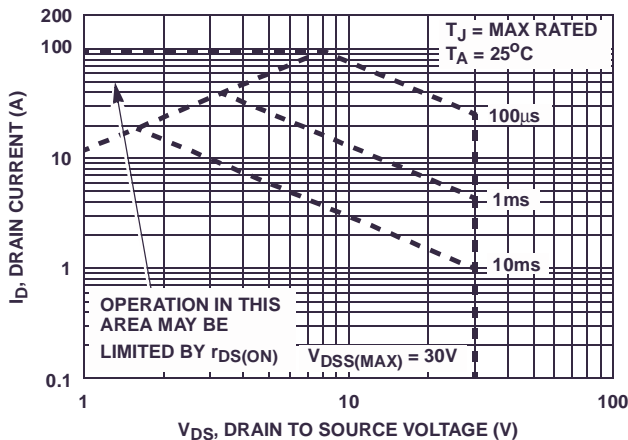 200
100
10
1
0.1
I_D, DRAIN CURRENT (A)
T_J = MAX RATED
T_A = 25°C
100μs
1ms
10ms
OPERATION IN THIS
AREA MAY BE
LIMITED BY r_DS(ON)
V_DSS(MAX) = 30V
1
10
100
V_DS, DRAIN TO SOURCE VOLTAGE (V)